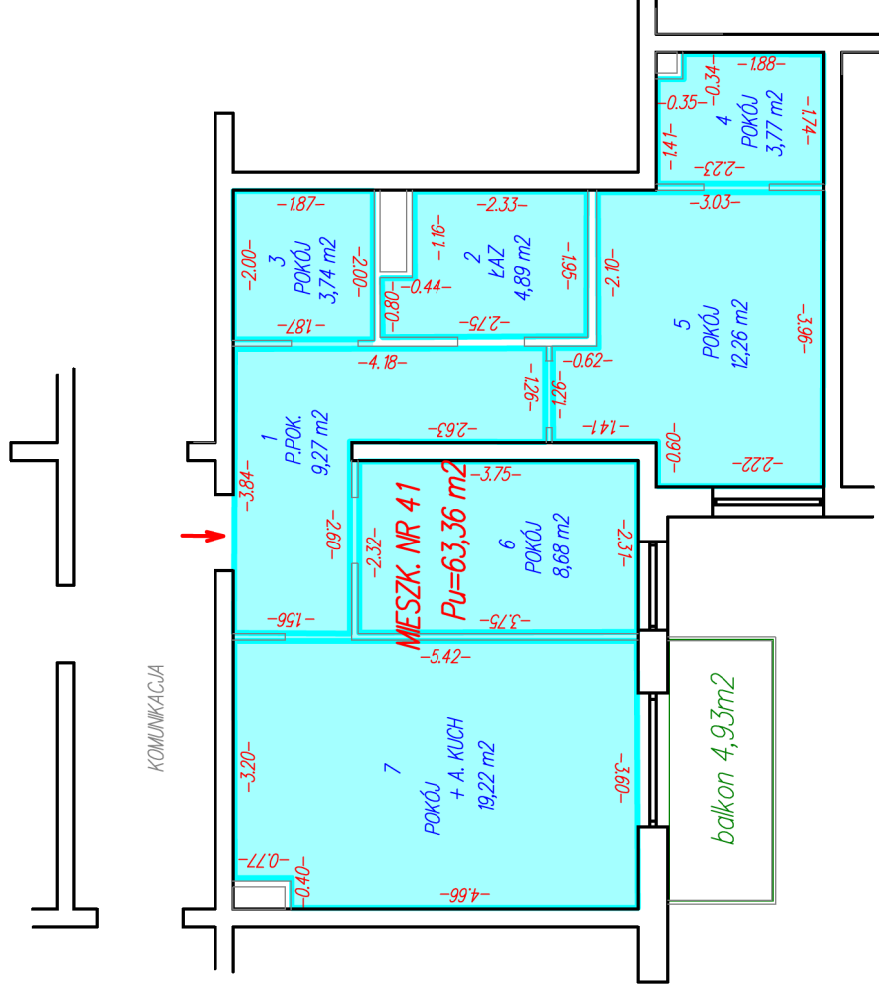 -1.88-
-0.34-
-0.35-
4
POKÓJ
3,77 m2
-1.74-
-1.41-
-2.23-
-1.87-
-2.00-
3
POKÓJ
3,74 m2
-2.00-
-1.87-
-2.33-
-1.16-
2
ŁAZ
4,89 m2
-1.95-
-0.44-
-0.80-
-2.75-
-3.03-
-2.10-
5
POKÓJ
12,26 m2
-3.96-
-0.62-
-1.26-
-1.41-
-0.60-
-2.22-
-4.18-
-1.26-
-2.63-
1
P.POK.
9,27 m2
-3.84-
-2.60-
-1.56-
-3.75-
-2.32-
6
POKÓJ
8,68 m2
-2.31-
-3.75-
MIESZK. NR 41
Pu=63,36 m2
-5.42-
-3.20-
7
POKÓJ
+ A. KUCH
19,22 m2
-3.60-
-0.77-
-0.40-
-4.66-
KOMUNIKACJA
balkon 4,93m2